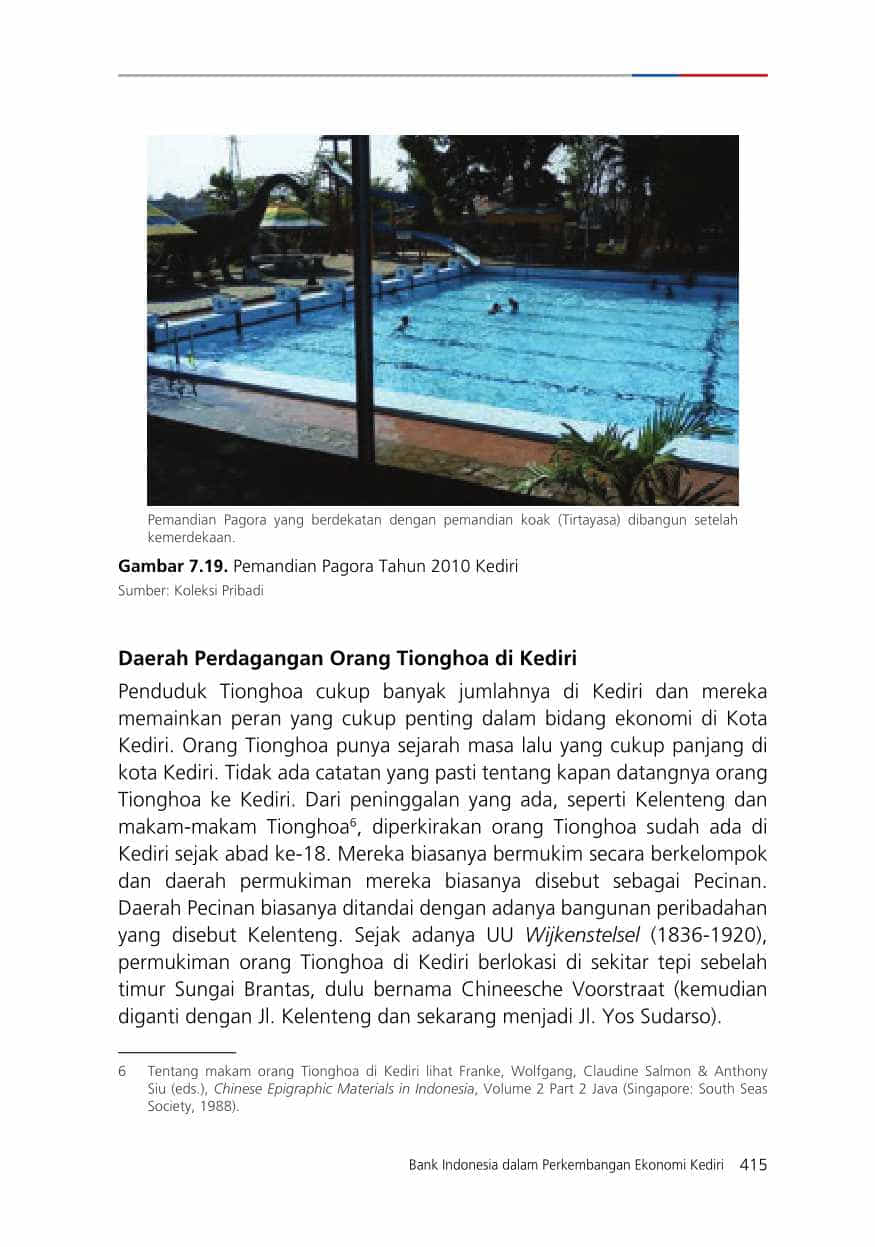 Pemandian Pagora yang berdekatan dengan pemandian koak (Tirtayasa) dibangun setelah
kemerdekaan.
Gambar 7.19. Pemandian Pagora Tahun 2010 Kediri
Sumber: Koleksi Pribadi
Daerah Perdagangan Orang Tionghoa di Kediri
Penduduk Tionghoa cukup banyak jumlahnya di Kediri dan mereka
memainkan peran yang cukup penting dalam bidang ekonomi di Kota
Kediri. Orang Tionghoa punya sejarah masa lalu yang cukup panjang di
kota Kediri. Tidak ada catatan yang pasti tentang kapan datangnya orang
Tionghoa ke Kediri. Dari peninggalan yang ada, seperti Kelenteng dan
makam-makam Tionghoa⁶, diperkirakan orang Tionghoa sudah ada di
Kediri sejak abad ke-18. Mereka biasanya bermukim secara berkelompok
dan daerah permukiman mereka biasanya disebut sebagai Pecinan.
Daerah Pecinan biasanya ditandai dengan adanya bangunan peribadahan
yang disebut Kelenteng. Sejak adanya UU Wijkenstelsel (1836-1920),
permukiman orang Tionghoa di Kediri berlokasi di sekitar tepi sebelah
timur Sungai Brantas, dulu bernama Chineesche Voorstraat (kemudian
diganti dengan Jl. Kelenteng dan sekarang menjadi Jl. Yos Sudarso).
6 Tentang makam orang Tionghoa di Kediri lihat Franke, Wolfgang, Claudine Salmon & Anthony
Siu (eds.), Chinese Epigraphic Materials in Indonesia, Volume 2 Part 2 Java (Singapore: South Seas
Society, 1988).
Bank Indonesia dalam Perkembangan Ekonomi Kediri 415